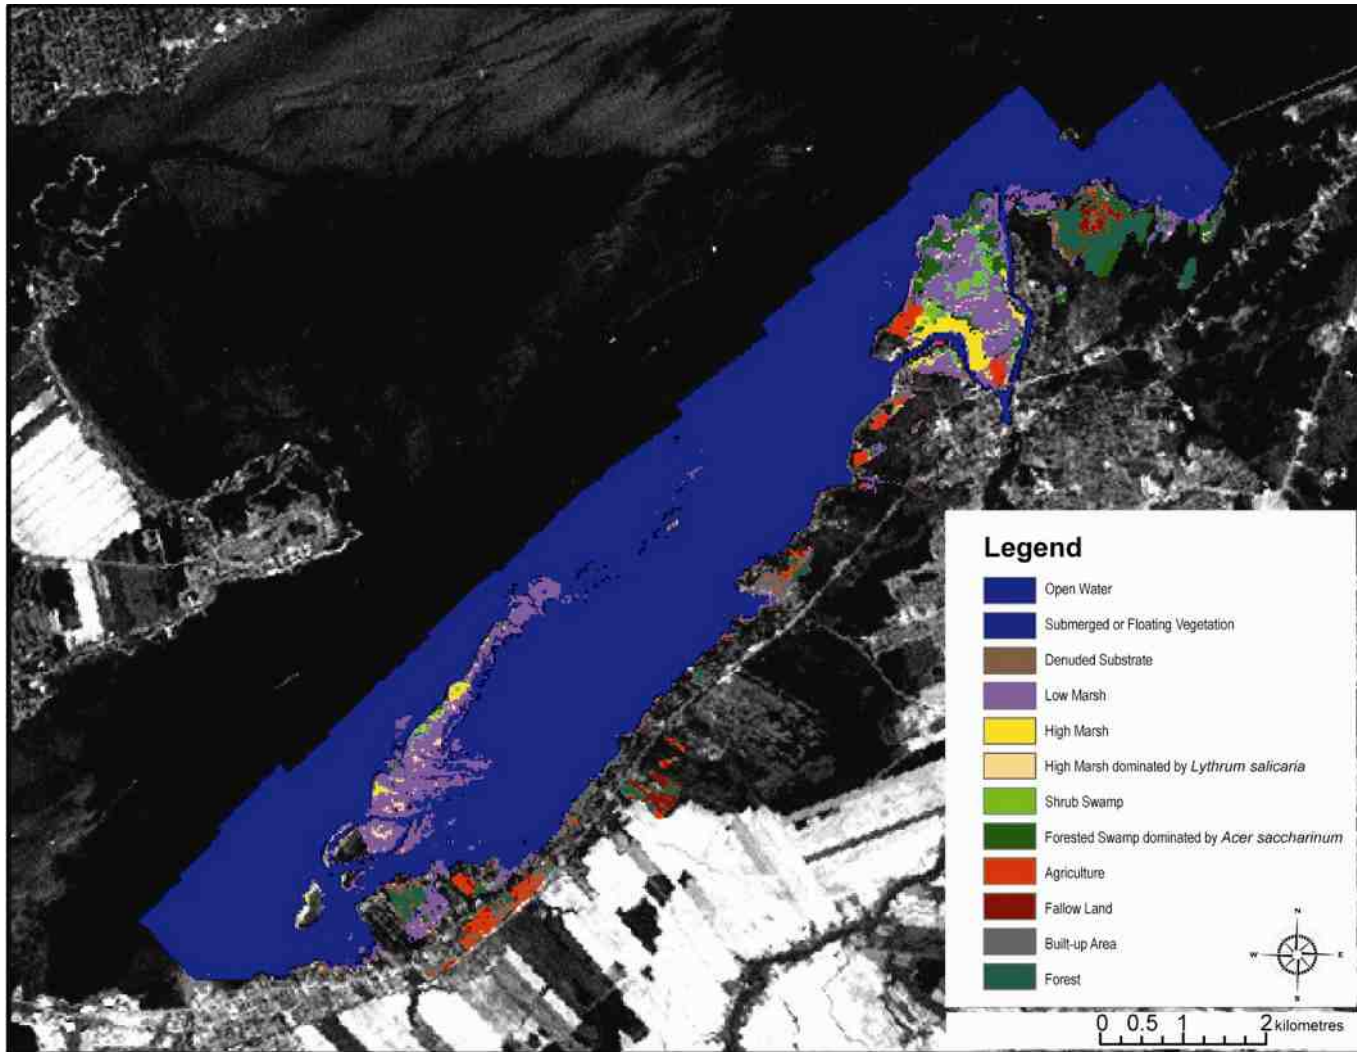 Legend
Open Water
Submerged or Floating Vegetation
Denuded Substrate
Low Marsh
High Marsh
High Marsh dominated by Lythrum salicaria
Shrub Swamp
Forested Swamp dominated by Acer saccharinum
Agriculture
Fallow Land
Built-up Area
Forest
N
W E
S
0 0.5 1 2 kilometres